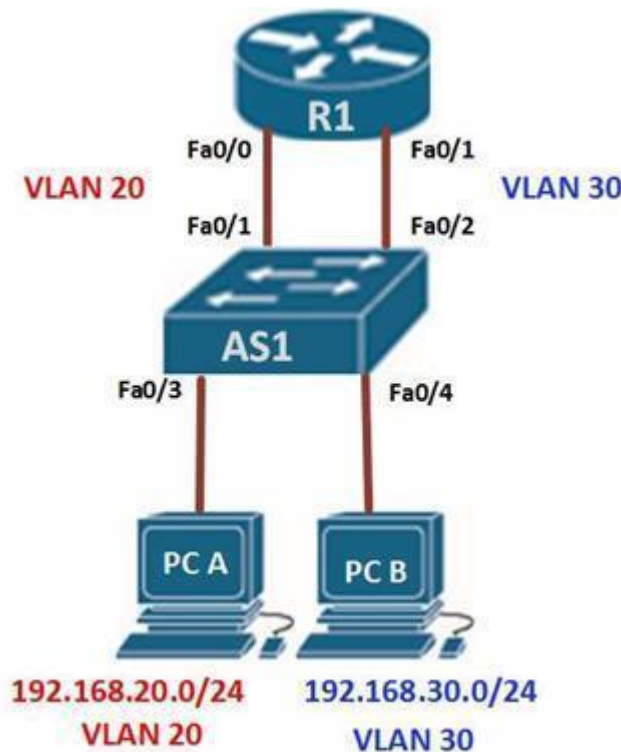 R1
Fa0/0
Fa0/1
VLAN 20
VLAN 30
Fa0/1
Fa0/2
AS1
Fa0/3
Fa0/4
PC A
PC B
192.168.20.0/24
192.168.30.0/24
VLAN 20
VLAN 30